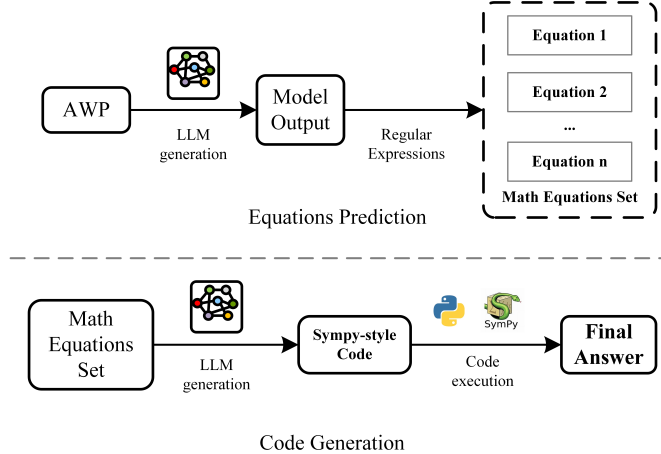 AWP
LLM
generation
Model
Output
Regular
Expressions
Equation 1
Equation 2
...
Equation n
Math Equations Set
Equations Prediction
Math
Equations
Set
LLM
generation
Sympy-style
Code
SymPy
Code
execution
Final
Answer
Code Generation